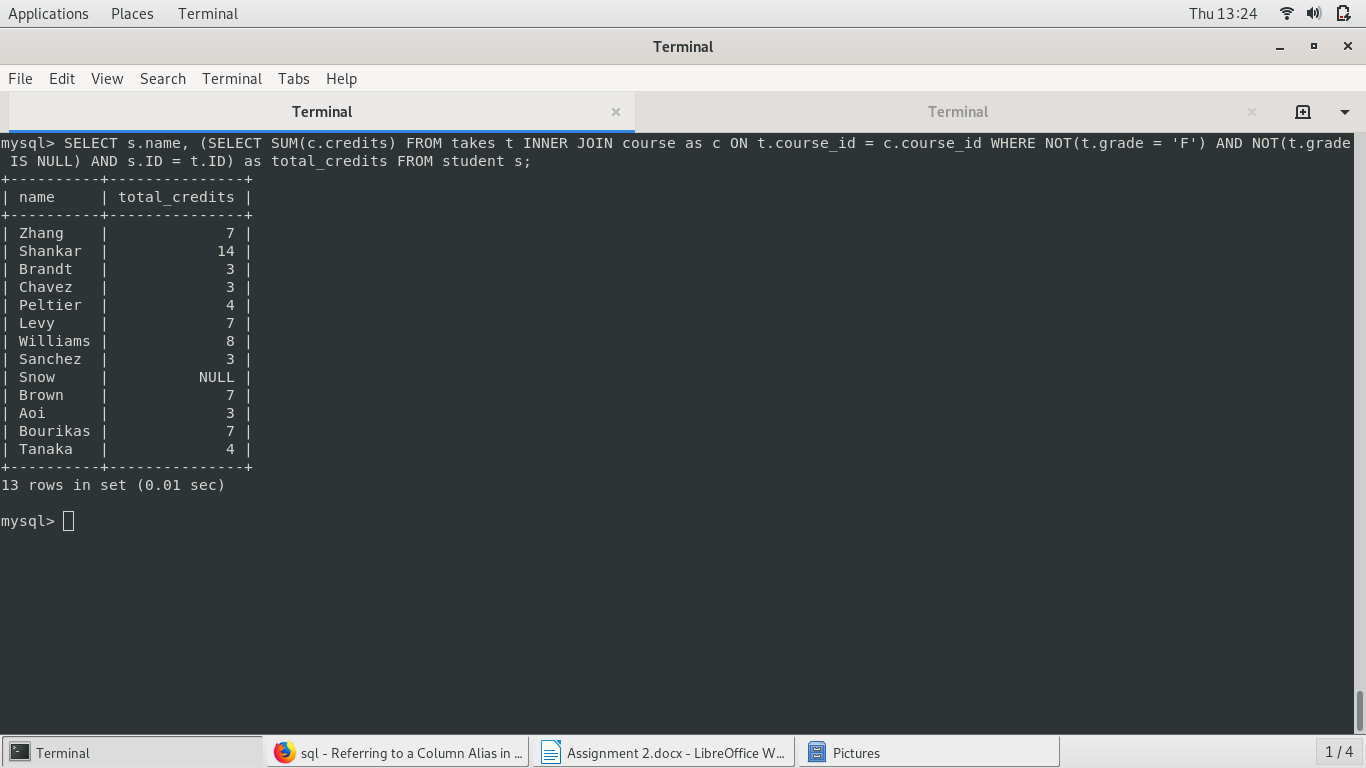 Applications Places Terminal Thu 13:24
Terminal
File Edit View Search Terminal Tabs Help
Terminal Terminal
mysql> SELECT s.name, (SELECT SUM(c.credits) FROM takes t INNER JOIN course as c ON t.course_id = c.course_id WHERE NOT(t.grade = 'F') AND NOT(t.grade
 IS NULL) AND s.ID = t.ID) as total_credits FROM student s;
+----------+---------------+
| name     | total_credits |
+----------+---------------+
| Zhang    |             7 |
| Shankar  |            14 |
| Brandt   |             3 |
| Chavez   |             3 |
| Peltier  |             4 |
| Levy     |             7 |
| Williams |             8 |
| Sanchez  |             3 |
| Snow     |          NULL |
| Brown    |             7 |
| Aoi      |             3 |
| Bourikas |             7 |
| Tanaka   |             4 |
+----------+---------------+
13 rows in set (0.01 sec)
mysql>
Terminal sql - Referring to a Column Alias in ... Assignment 2.docx - LibreOffice W... Pictures 1 / 4